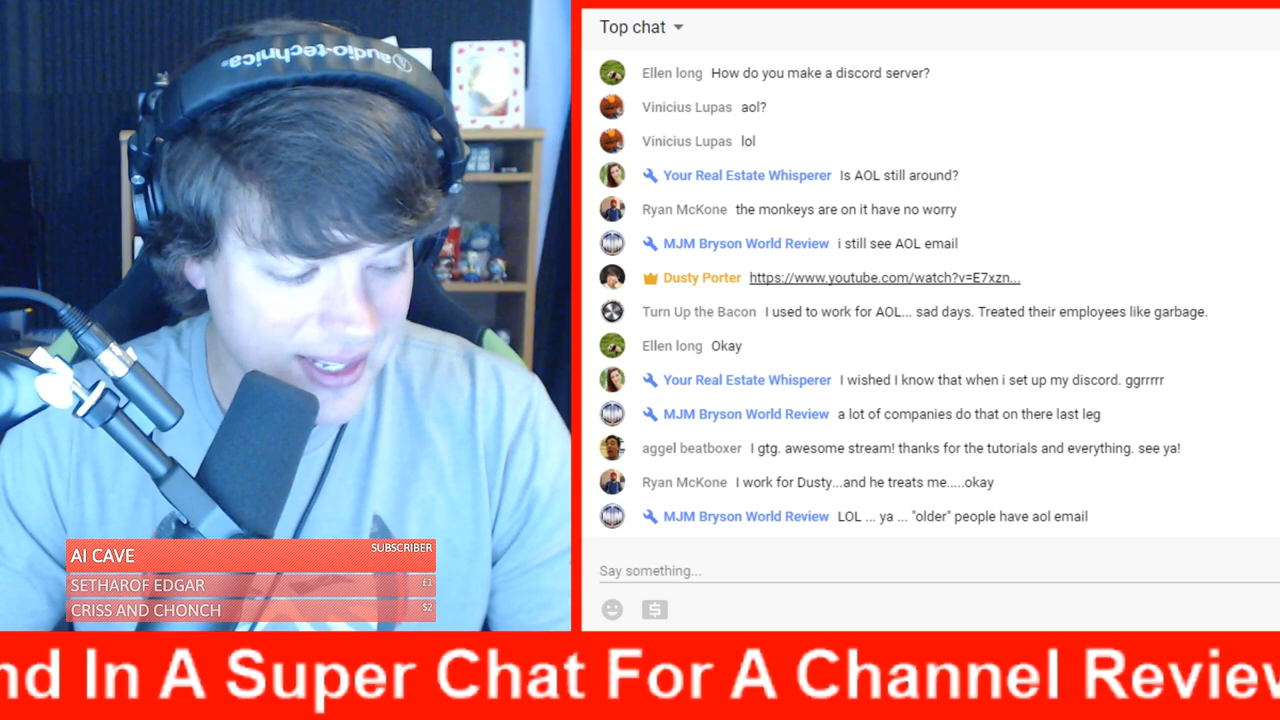 audio-technica
Top chat
Ellen long How do you make a discord server?
Vinicius Lupas aol?
Vinicius Lupas lol
Your Real Estate Whisperer Is AOL still around?
Ryan McKone the monkeys are on it have no worry
MJM Bryson World Review i still see AOL email
Dusty Porter https://www.youtube.com/watch?v=E7xzn...
Turn Up the Bacon I used to work for AOL... sad days. Treated their employees like garbage.
Ellen long Okay
Your Real Estate Whisperer I wished I know that when i set up my discord. ggrrrrr
MJM Bryson World Review a lot of companies do that on there last leg
aggel beatboxer I gtg. awesome stream! thanks for the tutorials and everything. see ya!
Ryan McKone I work for Dusty...and he treats me.....okay
MJM Bryson World Review LOL ... ya ... "older" people have aol email
Say something...
AI CAVE SUBSCRIBER
SETHAROF EDGAR £1
CRISS AND CHONCH $2
nd In A Super Chat For A Channel Review